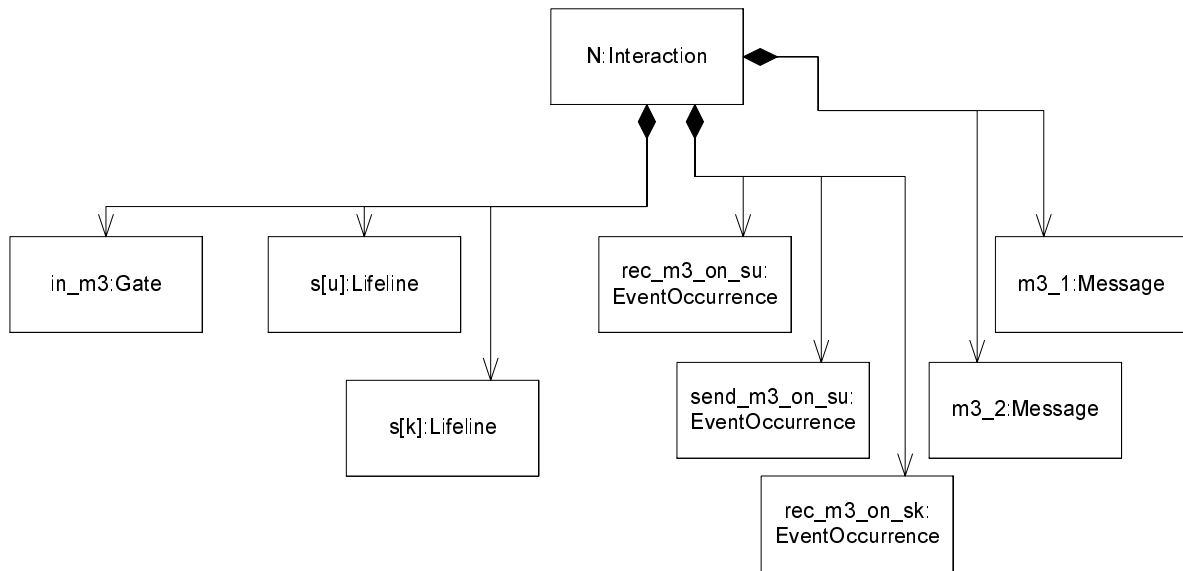 N:Interaction
in_m3:Gate
s[u]:Lifeline
rec_m3_on_su:
EventOccurrence
m3_1:Message
s[k]:Lifeline
send_m3_on_su:
EventOccurrence
m3_2:Message
rec_m3_on_sk:
EventOccurrence